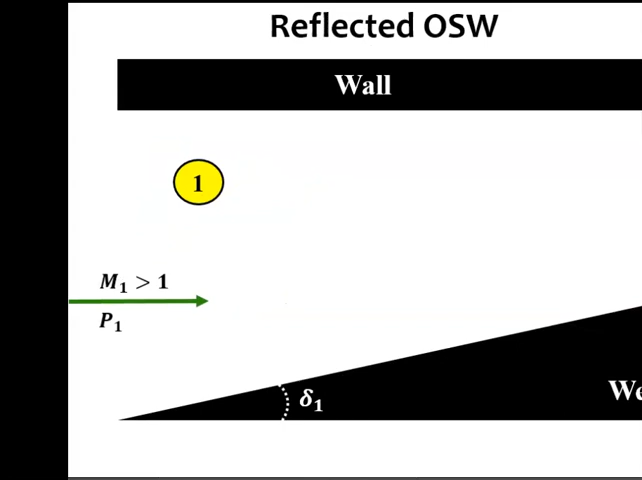 Reflected OSW
Wall
1
M₁ > 1
P₁
δ₁